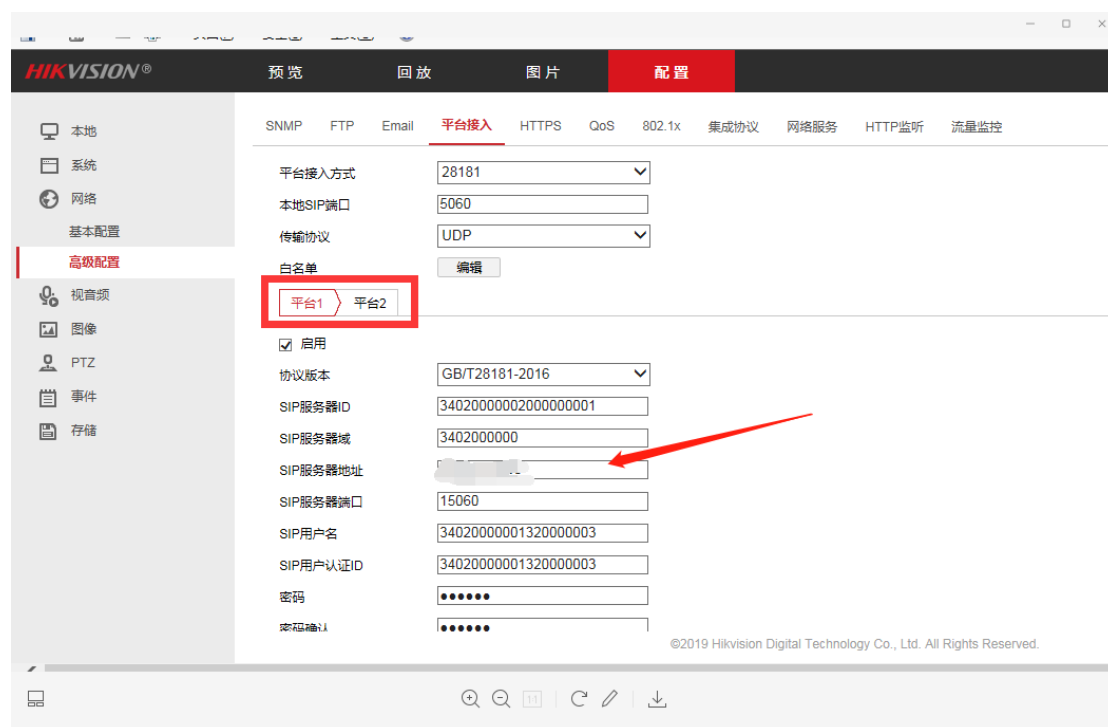 HIKVISION®
预览 回放 图片 配置
本地
系统
网络
基本配置
高级配置
视音频
图像
PTZ
事件
存储
SNMP FTP Email 平台接入 HTTPS QoS 802.1x 集成协议 网络服务 HTTP监听 流量监控
平台接入方式 28181
本地SIP端口 5060
传输协议 UDP
白名单 编辑
平台1 平台2
启用
协议版本 GB/T28181-2016
SIP服务器ID 34020000002000000001
SIP服务器域 3402000000
SIP服务器地址
SIP服务器端口 15060
SIP用户名 34020000001320000003
SIP用户认证ID 34020000001320000003
密码 ●●●●●●
密码确认 ●●●●●●
©2019 Hikvision Digital Technology Co., Ltd. All Rights Reserved.
1:1